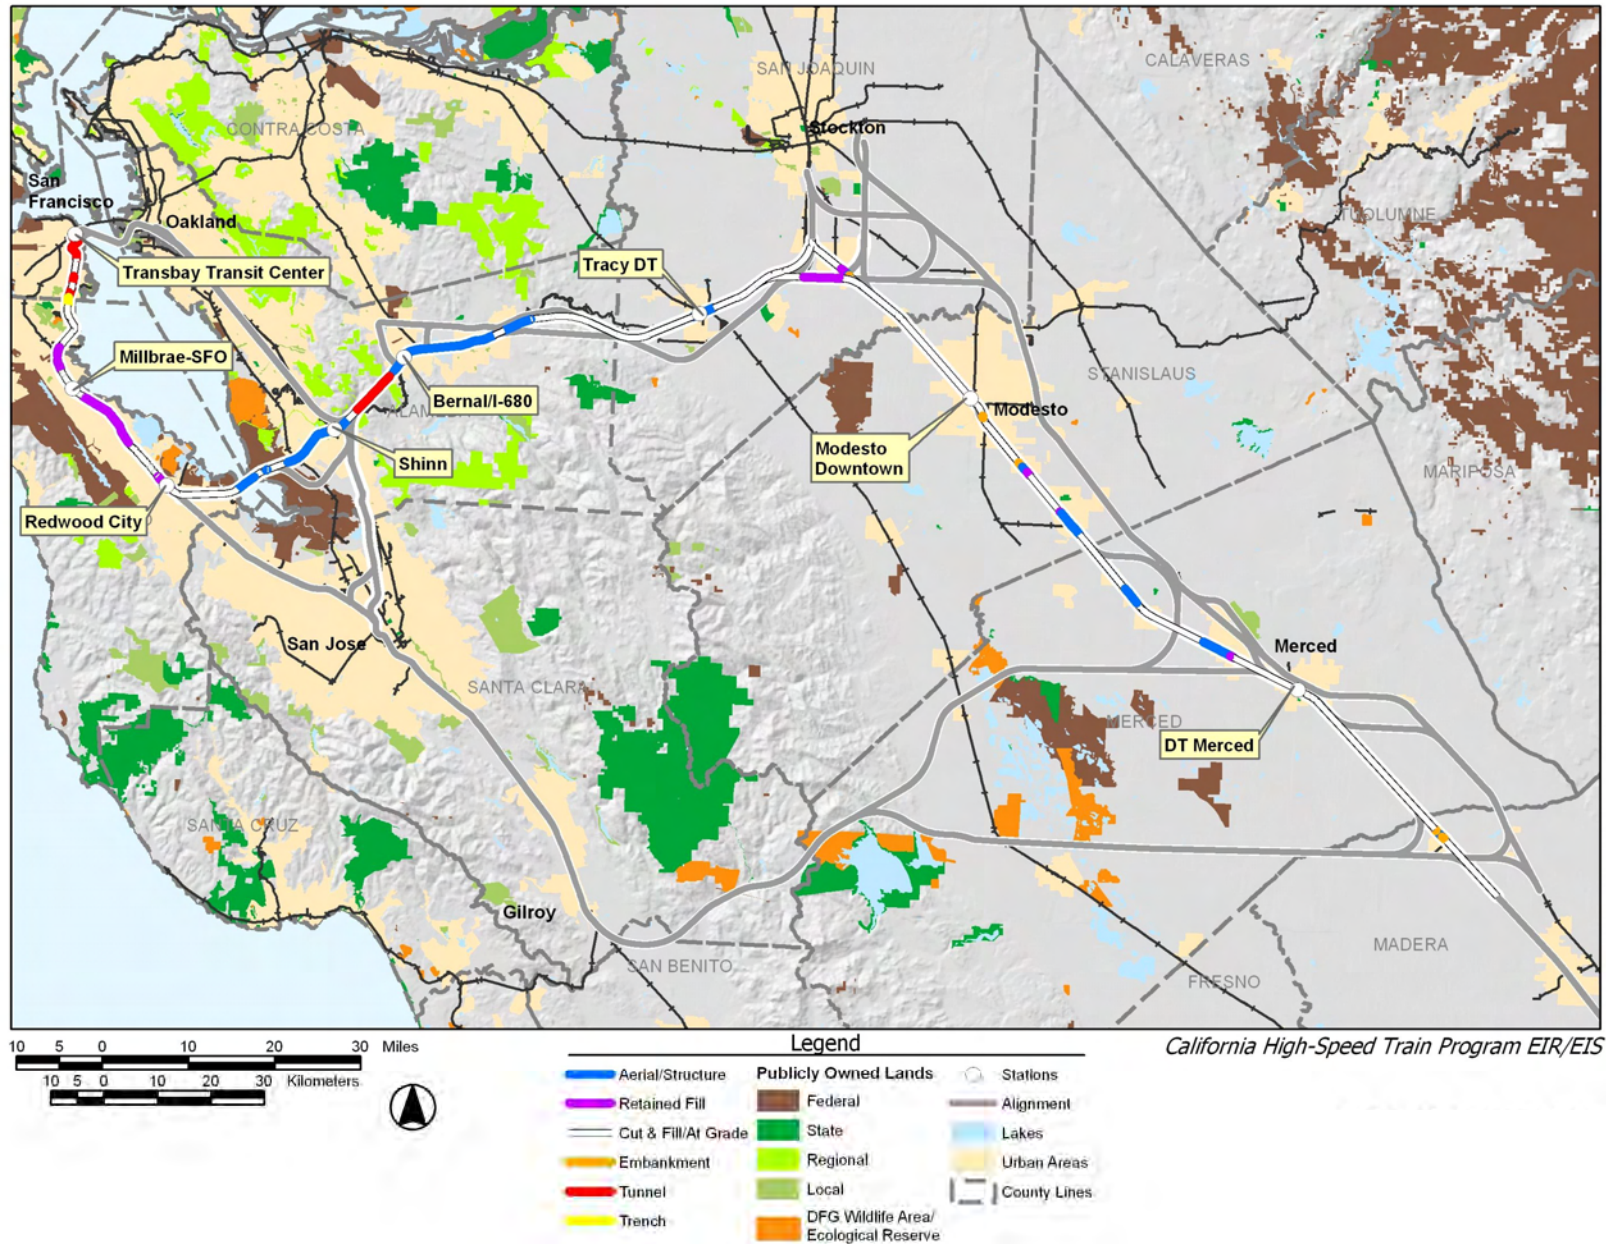 CALAVERAS
SAN JOAQUIN
CONTRA COSTA
Stockton
San
Francisco
Oakland
TUOLUMNE
Transbay Transit Center
Tracy DT
Millbrae-SFO
STANISLAUS
Bernal/I-680
Modesto
Modesto
Downtown
Shinn
MARIPOSA
Redwood City
San Jose
Merced
SANTA CLARA
MERCED
DT Merced
SANTA CRUZ
Gilroy
MADERA
SAN BENITO
FRESNO
10 5 0 10 20 30 Miles
10 5 0 10 20 30 Kilometers
Legend
California High-Speed Train Program EIR/EIS
Aerial/Structure
Retained Fill
Cut & Fill/At Grade
Embankment
Tunnel
Trench
Publicly Owned Lands
Federal
State
Regional
Local
DFG Wildlife Area/
Ecological Reserve
Stations
Alignment
Lakes
Urban Areas
County Lines